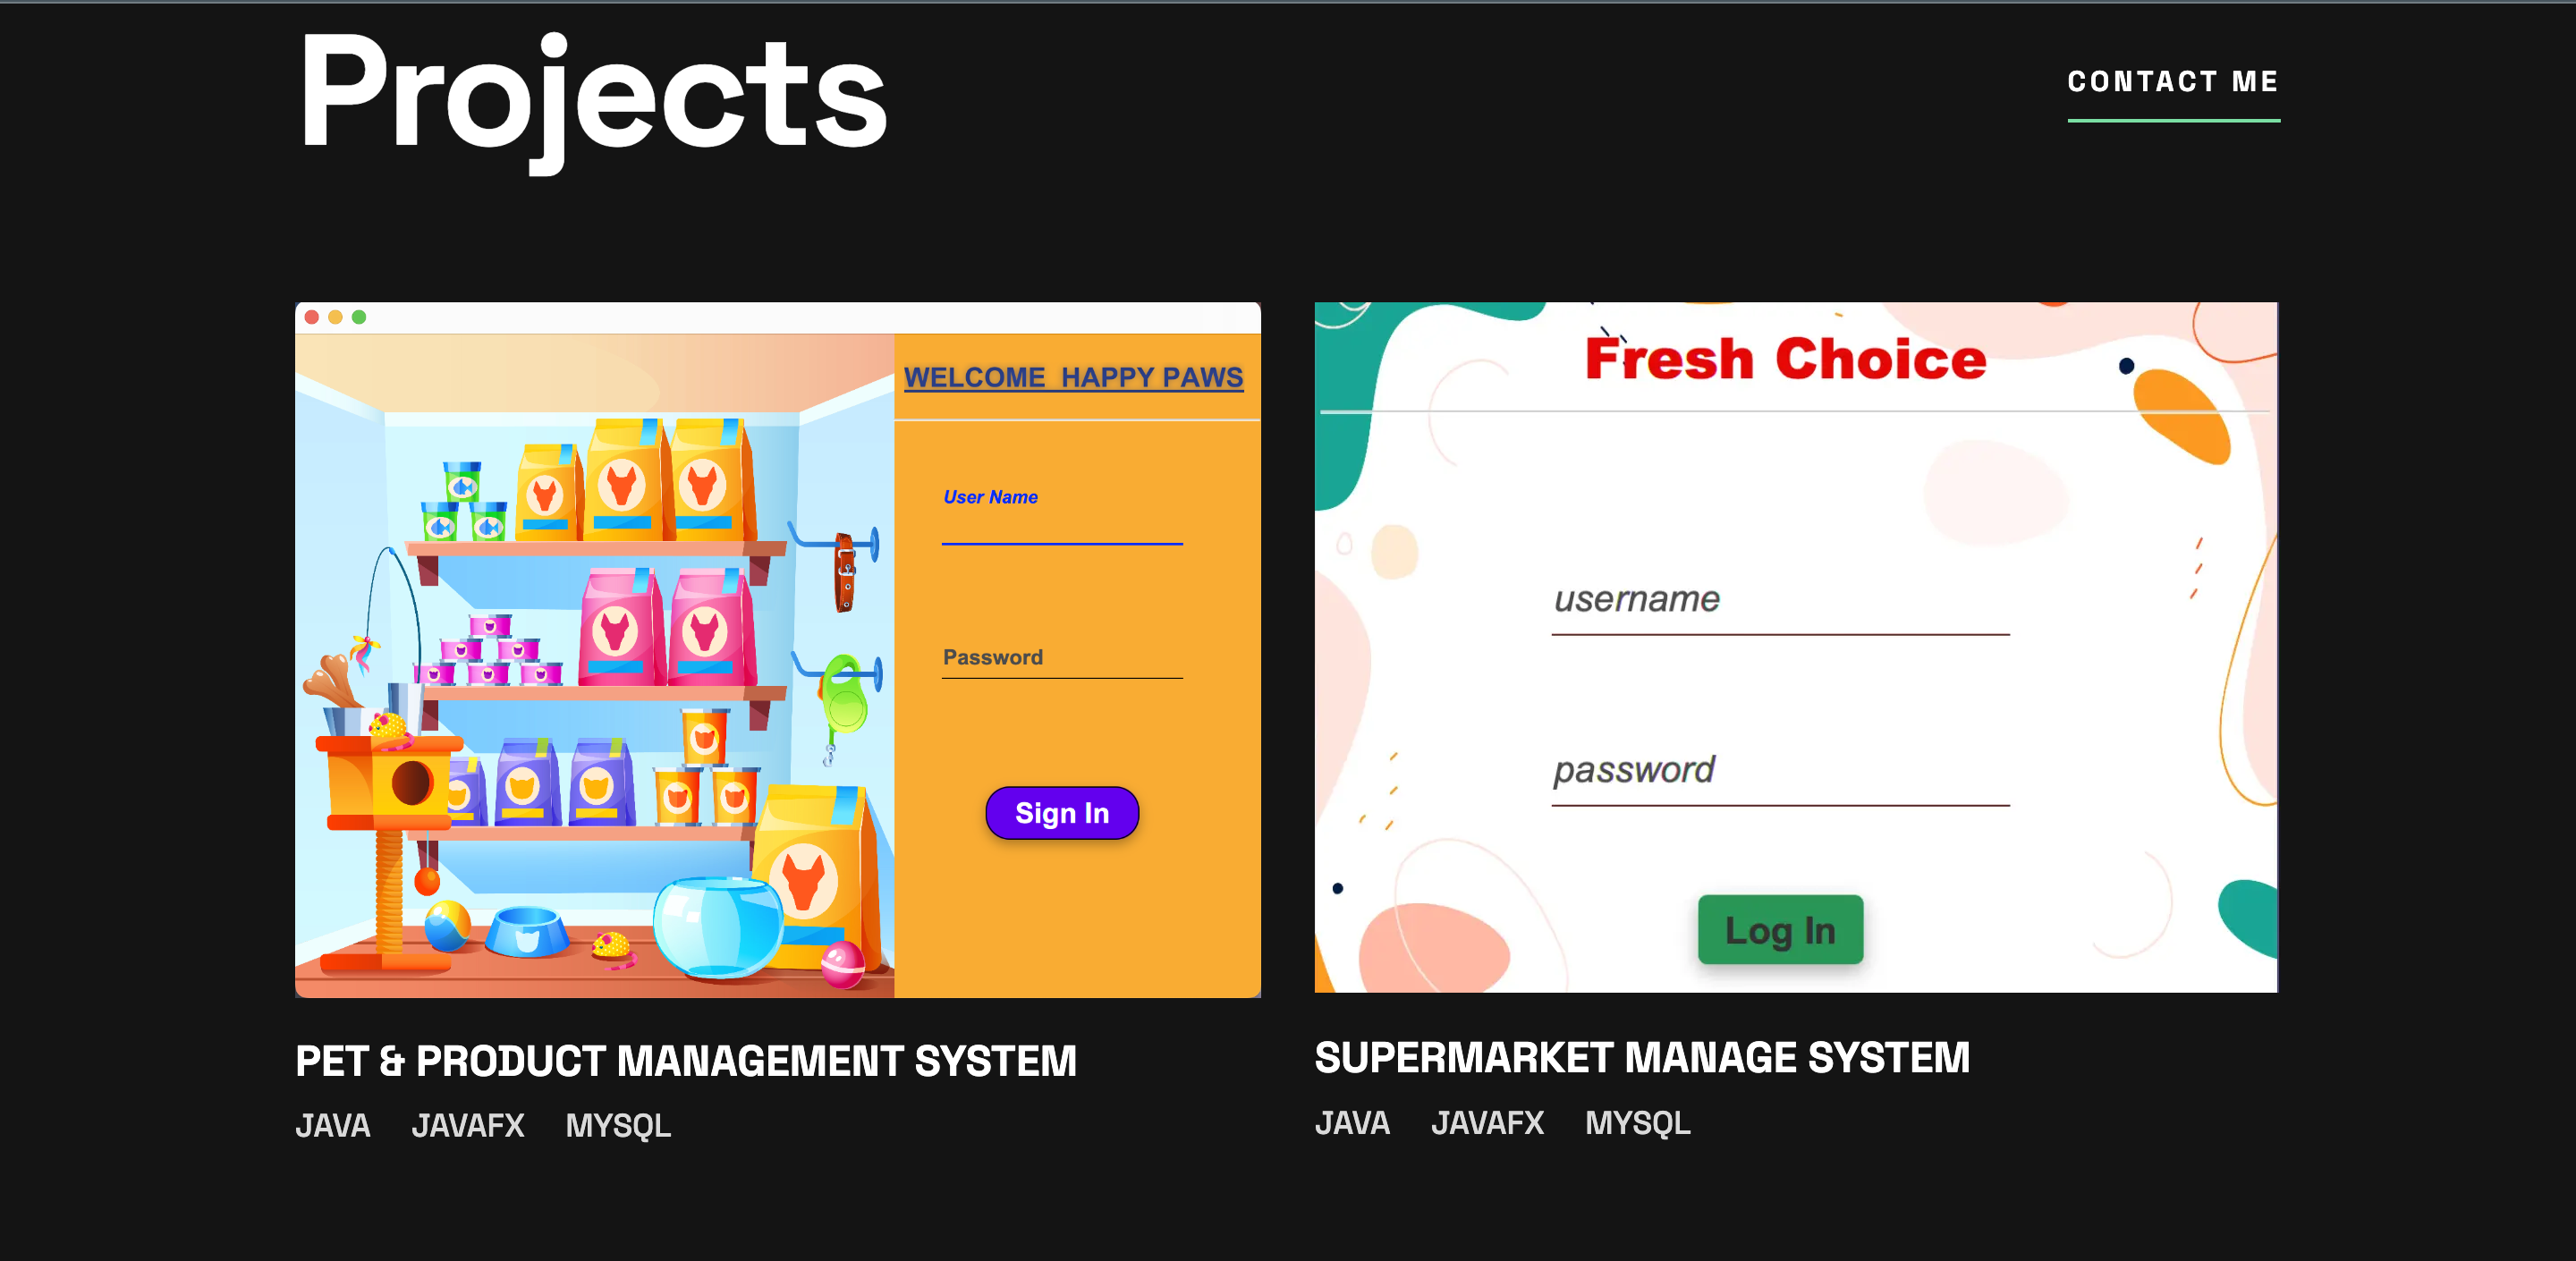 Projects
CONTACT ME
WELCOME  HAPPY PAWS
User Name
Password
Sign In
Fresh Choice
username
password
Log In
PET & PRODUCT MANAGEMENT SYSTEM
JAVA JAVAFX MYSQL
SUPERMARKET MANAGE SYSTEM
JAVA JAVAFX MYSQL